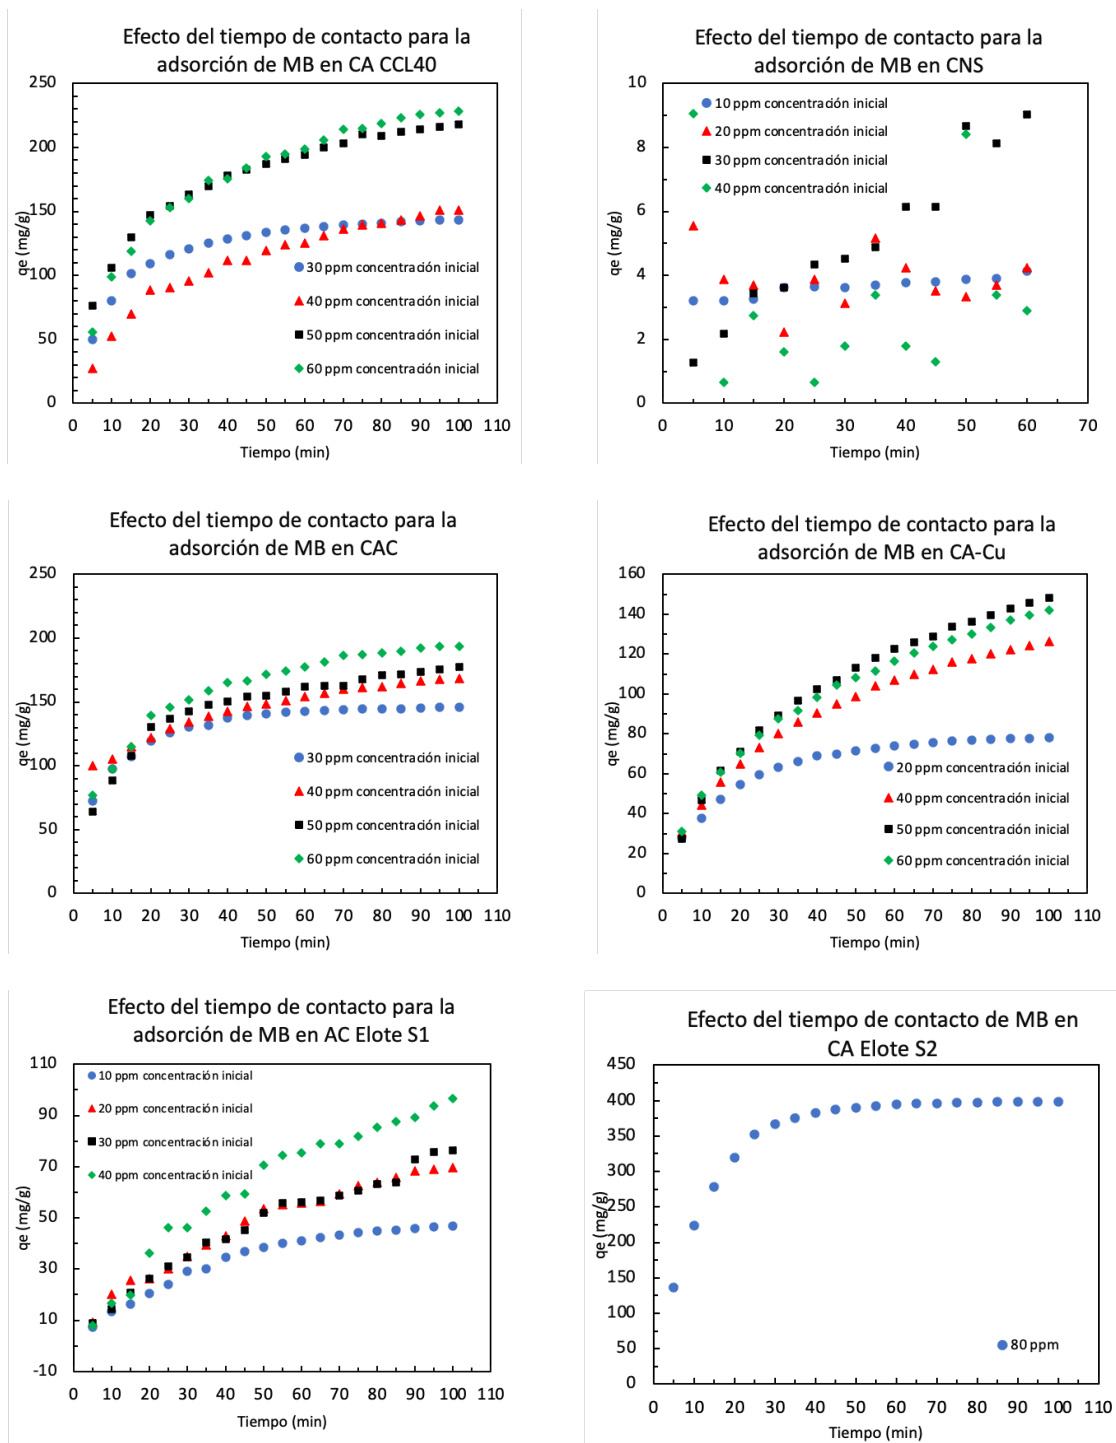 Efecto del tiempo de contacto para la
adsorción de MB en CA CCL40
250
200
150
100
50
0
qe (mg/g)
30 ppm concentración inicial
40 ppm concentración inicial
50 ppm concentración inicial
60 ppm concentración inicial
0 10 20 30 40 50 60 70 80 90 100 110
Tiempo (min)
Efecto del tiempo de contacto para la
adsorción de MB en CNS
10
8
6
4
2
0
qe (mg/g)
10 ppm concentración inicial
20 ppm concentración inicial
30 ppm concentración inicial
40 ppm concentración inicial
0 10 20 30 40 50 60 70
Tiempo (min)
Efecto del tiempo de contacto para la
adsorción de MB en CAC
250
200
150
100
50
0
qe (mg/g)
30 ppm concentración inicial
40 ppm concentración inicial
50 ppm concentración inicial
60 ppm concentración inicial
0 10 20 30 40 50 60 70 80 90 100 110
Tiempo (min)
Efecto del tiempo de contacto para la
adsorción de MB en CA-Cu
160
140
120
100
80
60
40
20
0
qe (mg/g)
20 ppm concentración inicial
40 ppm concentración inicial
50 ppm concentración inicial
60 ppm concentración inicial
0 10 20 30 40 50 60 70 80 90 100 110
Tiempo (min)
Efecto del tiempo de contacto para la
adsorción de MB en AC Elote S1
110
90
70
50
30
10
-10
qe (mg/g)
10 ppm concentración inicial
20 ppm concentración inicial
30 ppm concentración inicial
40 ppm concentración inicial
0 10 20 30 40 50 60 70 80 90 100 110
Tiempo (min)
Efecto del tiempo de contacto de MB en
CA Elote S2
450
400
350
300
250
200
150
100
50
0
qe (mg/g)
80 ppm
0 10 20 30 40 50 60 70 80 90 100 110
Tiempo (min)